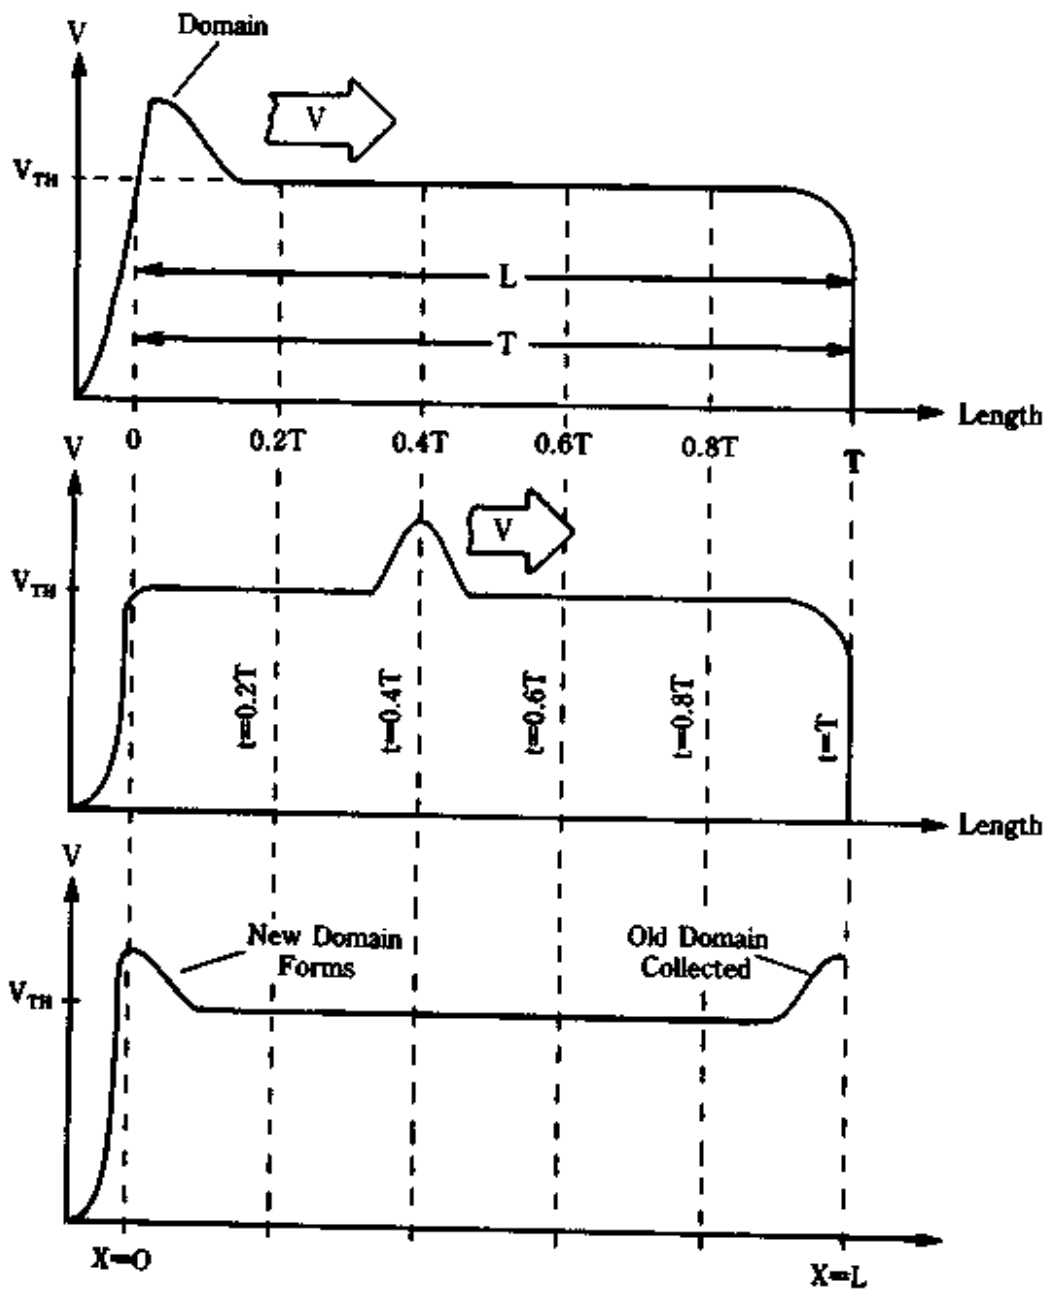 Domain
V
V
V_TH
L
T
Length
0
0.2T
0.4T
0.6T
0.8T
T
V
V
V_TH
t=0.2T
t=0.4T
t=0.6T
t=0.8T
t=T
Length
V
New Domain
Forms
Old Domain
Collected
V_TH
X=O
X=L